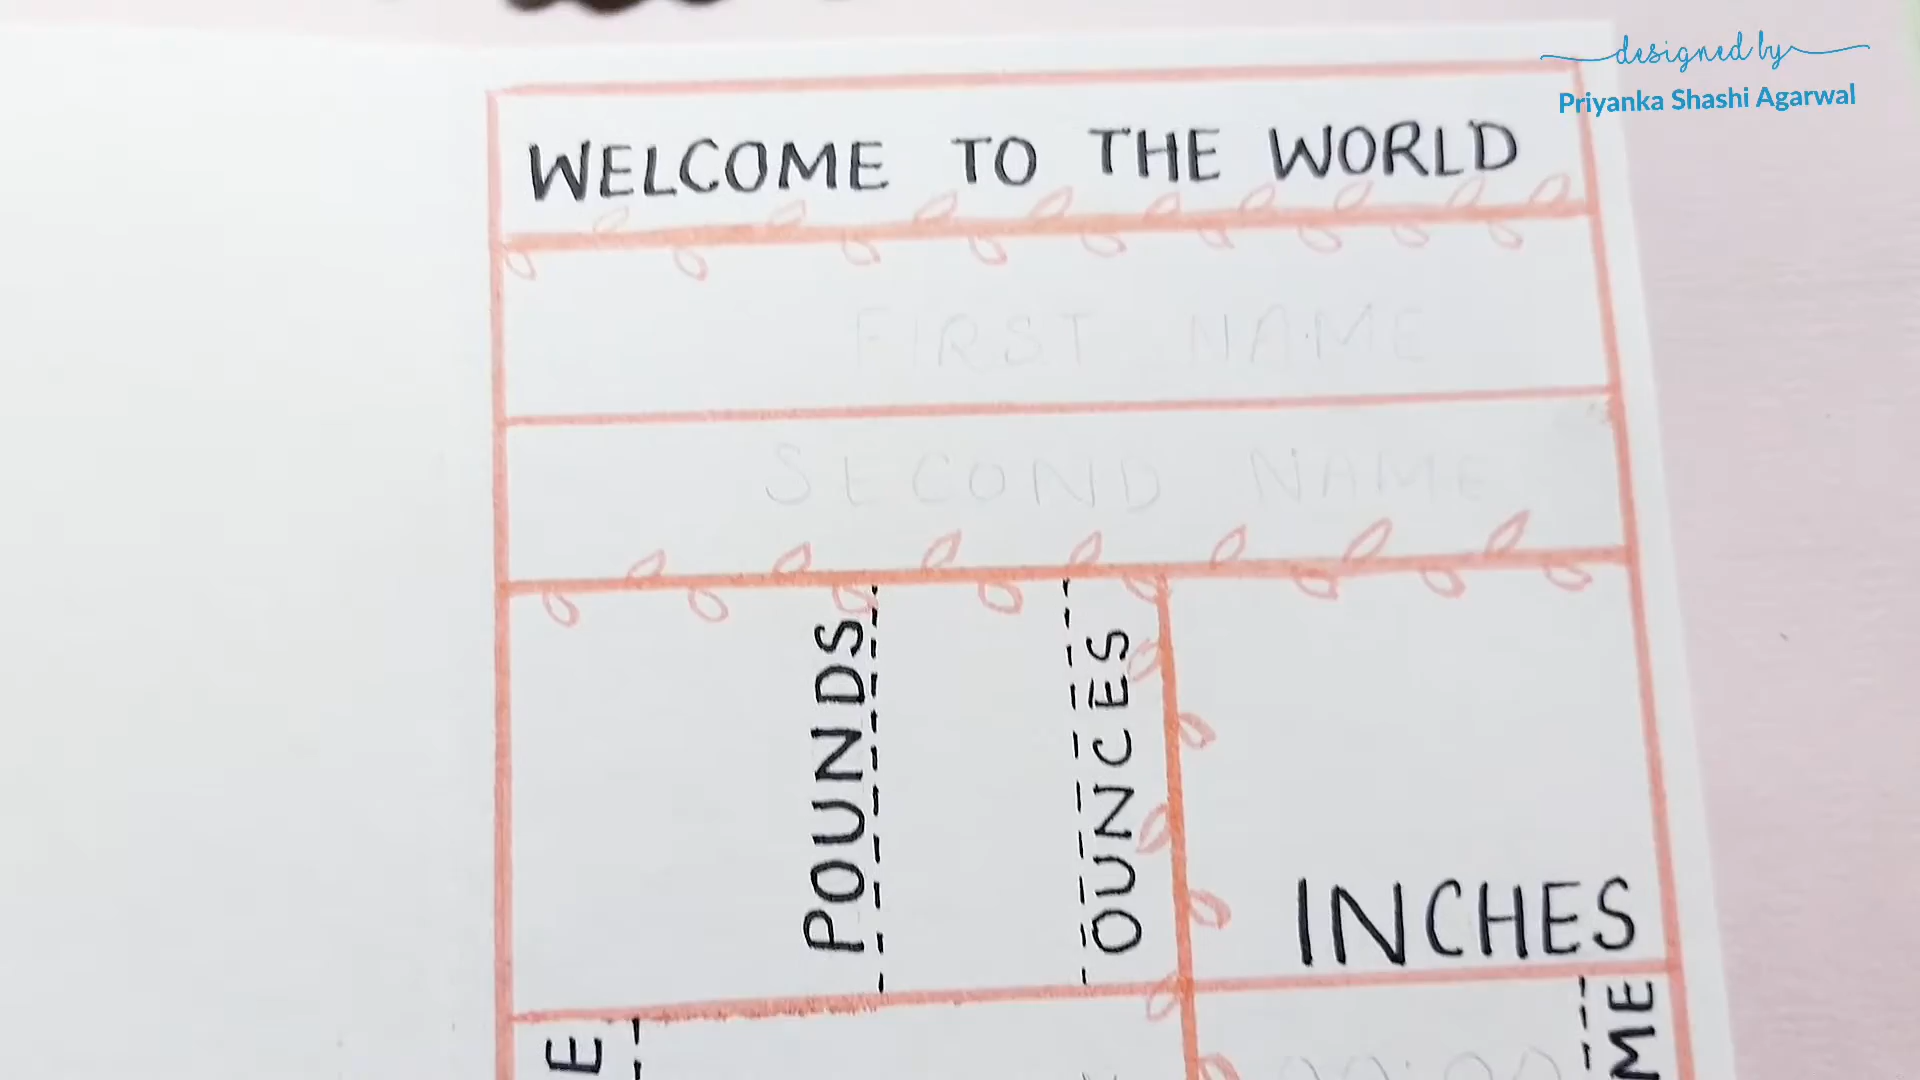 designed by
Priyanka Shashi Agarwal
WELCOME TO THE WORLD
FIRST NAME
SECOND NAME
POUNDS
OUNCES
INCHES